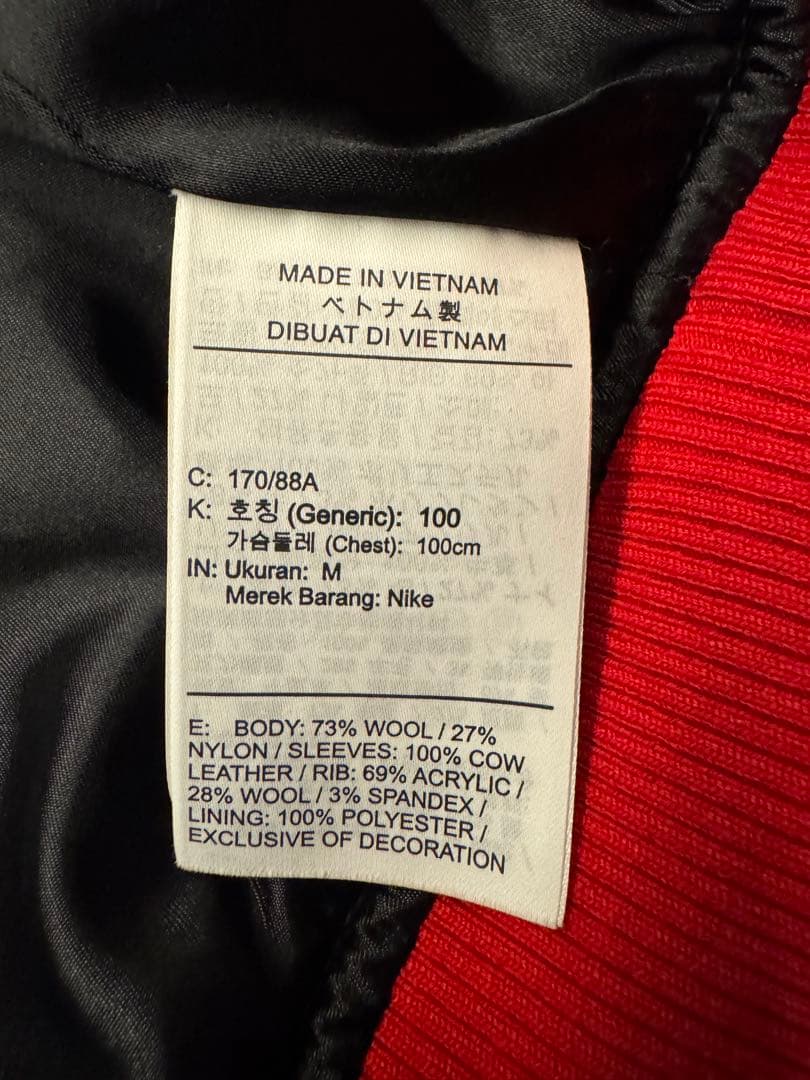 MADE IN VIETNAM
ベトナム製
DIBUAT DI VIETNAM
C: 170/88A
K: 호칭 (Generic): 100
가슴둘레 (Chest): 100cm
IN: Ukuran: M
Merek Barang: Nike
E: BODY: 73% WOOL / 27%
NYLON / SLEEVES: 100% COW
LEATHER / RIB: 69% ACRYLIC /
28% WOOL / 3% SPANDEX /
LINING: 100% POLYESTER /
EXCLUSIVE OF DECORATION